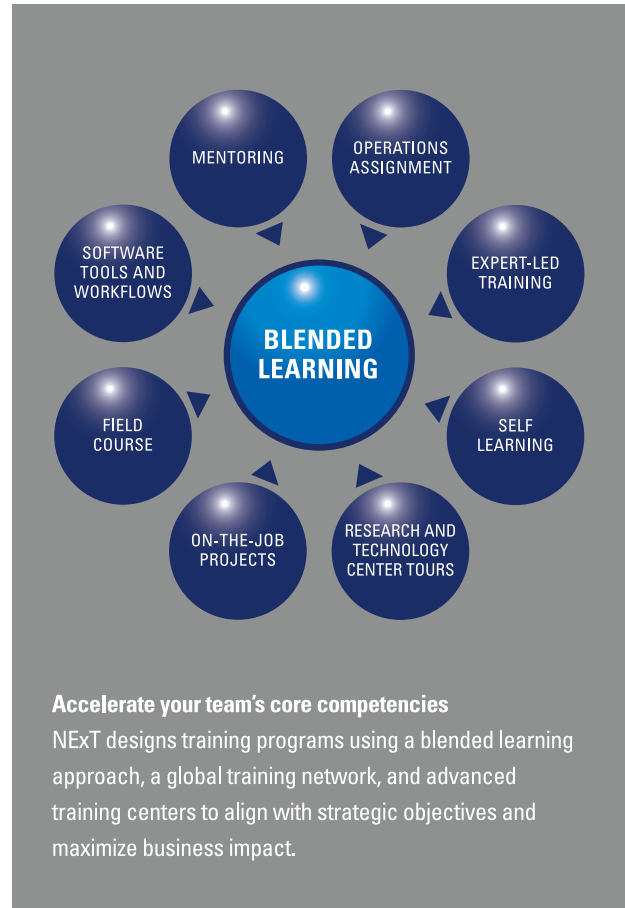 MENTORING
OPERATIONS
ASSIGNMENT
SOFTWARE
TOOLS AND
WORKFLOWS
EXPERT-LED
TRAINING
BLENDED
LEARNING
FIELD
COURSE
SELF
LEARNING
ON-THE-JOB
PROJECTS
RESEARCH AND
TECHNOLOGY
CENTER TOURS
Accelerate your team’s core competencies
NExT designs training programs using a blended learning
approach, a global training network, and advanced
training centers to align with strategic objectives and
maximize business impact.